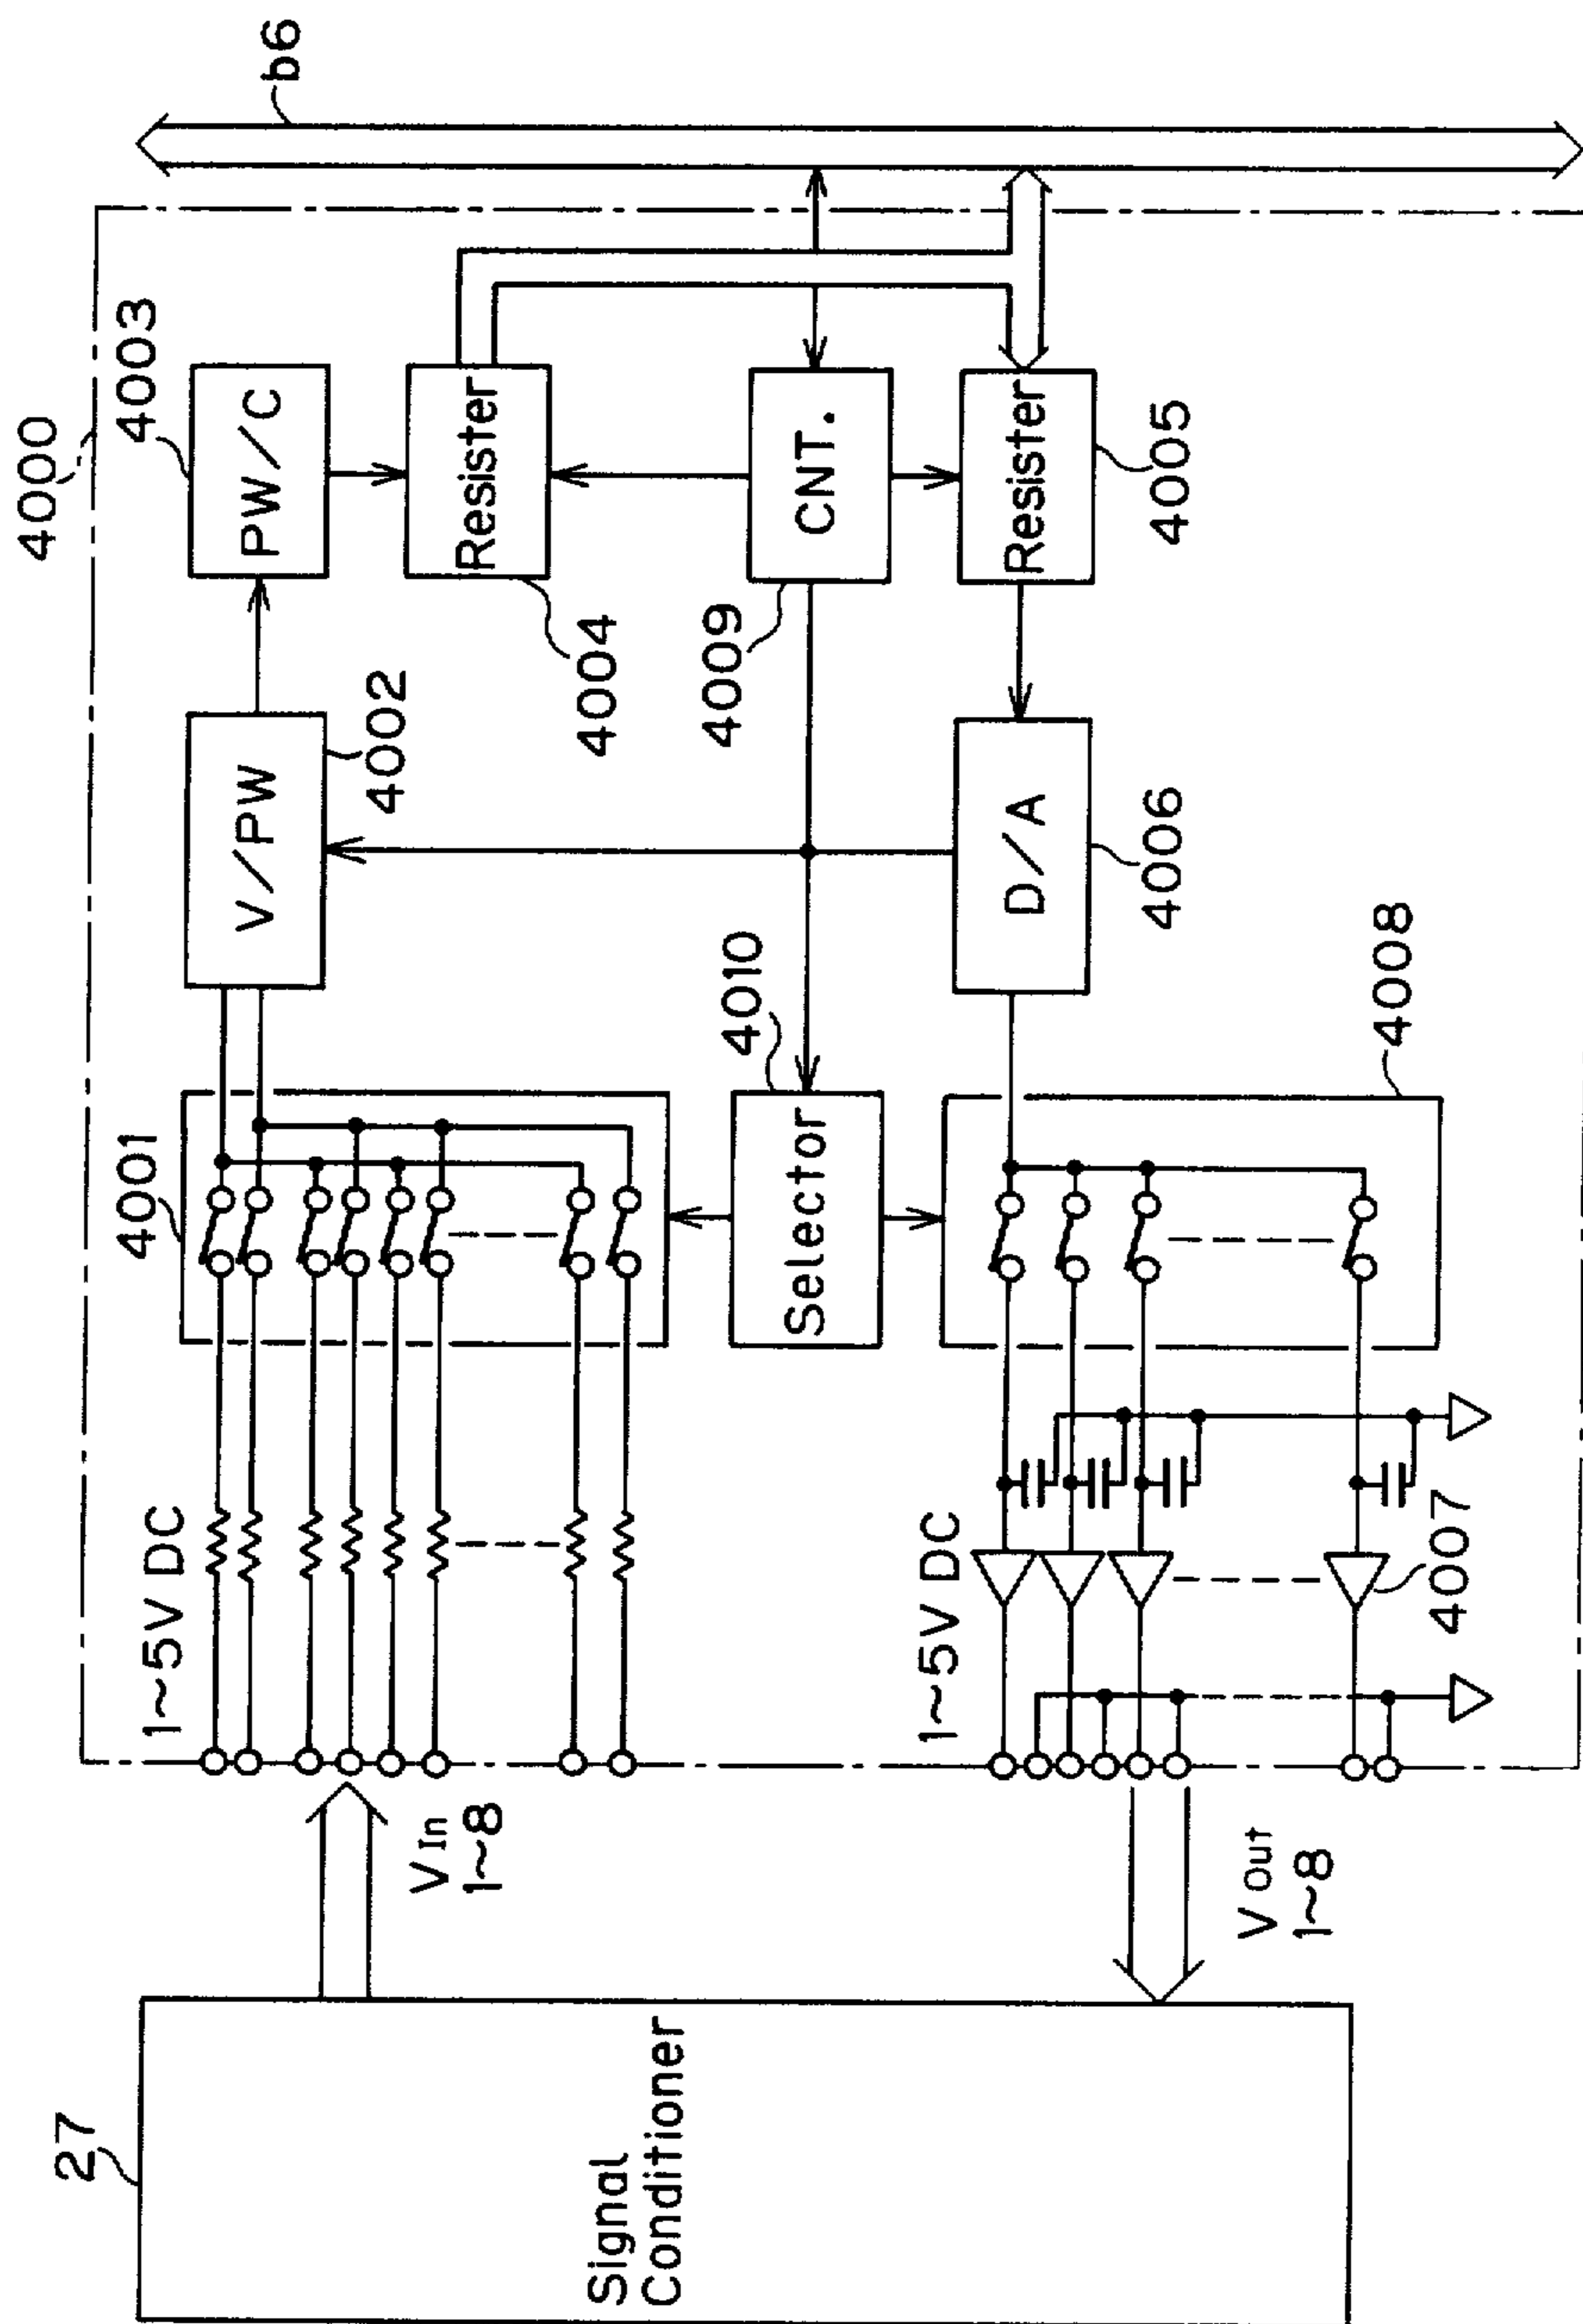 27
Signal
Conditioner
V In
1~8
V Out
1~8
4000
1~5V DC
4001
V/PW
4002
PW/C
4003
Resister
4004
4010
Selector
4009
CNT.
1~5V DC
4007
4008
D/A
4006
Resister
4005
b6